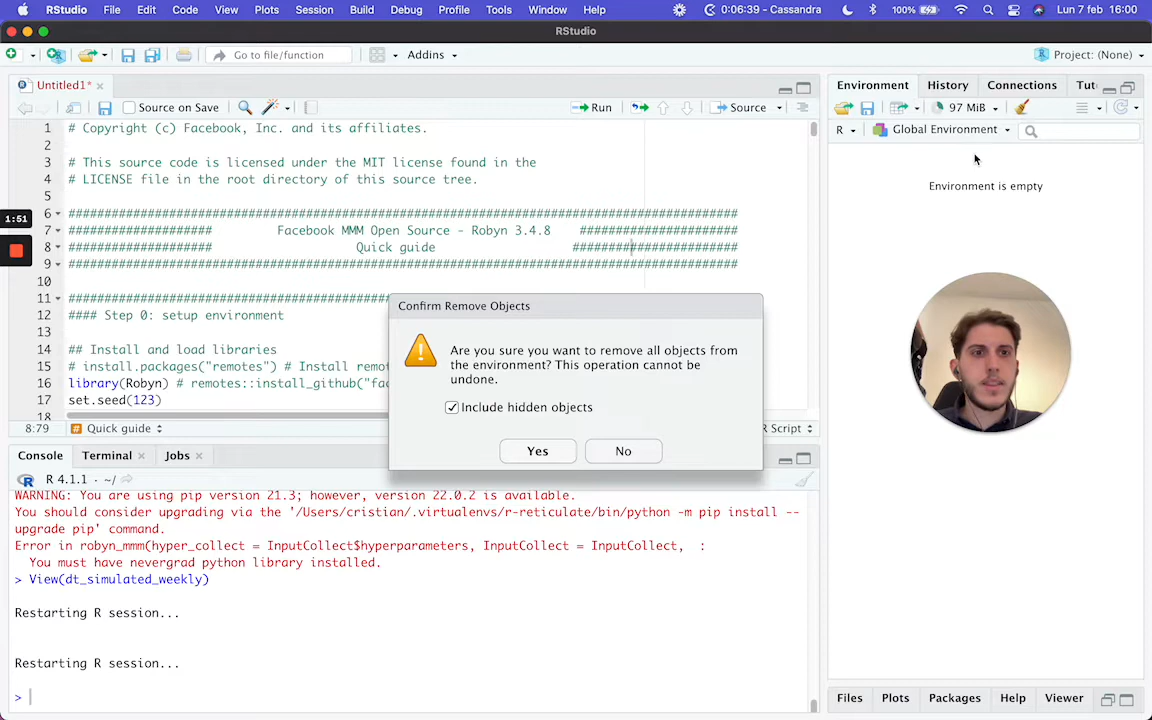 RStudio File Edit Code View Plots Session Build Debug Profile Tools Window Help 0:06:39 - Cassandra 100% Lun 7 feb 16:00
RStudio
Go to file/function Addins Project: (None)
Untitled1*
Source on Save Run Source
1 # Copyright (c) Facebook, Inc. and its affiliates.
2
3 # This source code is licensed under the MIT license found in the
4 # LICENSE file in the root directory of this source tree.
5
6 #############################################################################################
7 #################### Facebook MMM Open Source - Robyn 3.4.8 ######################
8 #################### Quick guide #######################
9 #############################################################################################
10
11 ############################################
12 #### Step 0: setup environment
13
14 ## Install and load libraries
15 # install.packages("remotes") # Install remot
16 library(Robyn) # remotes::install_github("fac
17 set.seed(123)
18
8:79 Quick guide R Script
1:51
Confirm Remove Objects
Are you sure you want to remove all objects from
the environment? This operation cannot be
undone.
Include hidden objects
Yes No
Console Terminal Jobs
R 4.1.1 · ~/
WARNING: You are using pip version 21.3; however, version 22.0.2 is available.
You should consider upgrading via the '/Users/cristian/.virtualenvs/r-reticulate/bin/python -m pip install --
upgrade pip' command.
Error in robyn_mmm(hyper_collect = InputCollect$hyperparameters, InputCollect = InputCollect, :
You must have nevergrad python library installed.
> View(dt_simulated_weekly)
Restarting R session...
Restarting R session...
>
Environment History Connections Tut
97 MiB
R Global Environment
Environment is empty
Files Plots Packages Help Viewer